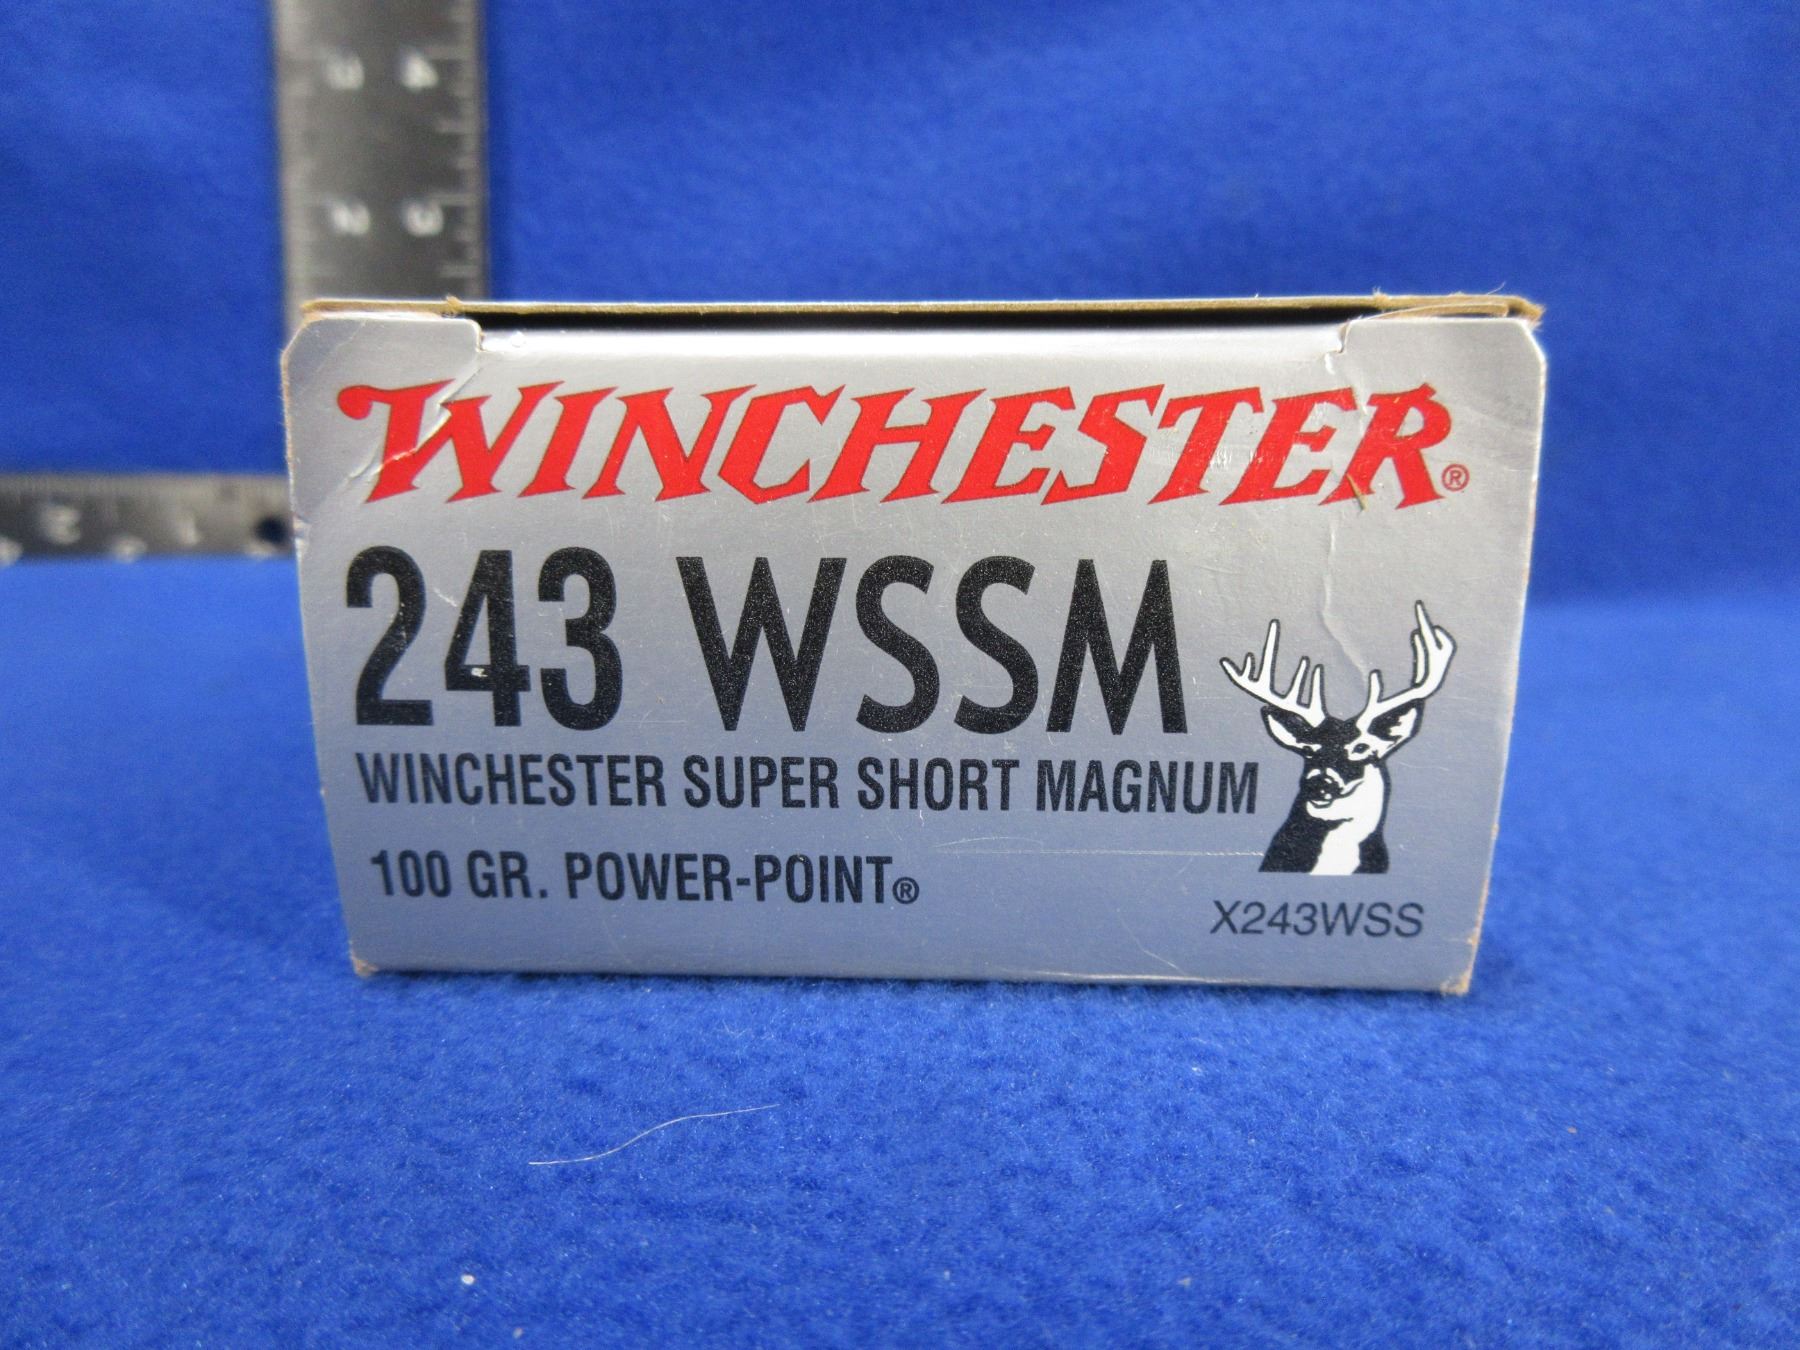 WINCHESTER®
243 WSSM
WINCHESTER SUPER SHORT MAGNUM
100 GR. POWER-POINT®
X243WSS